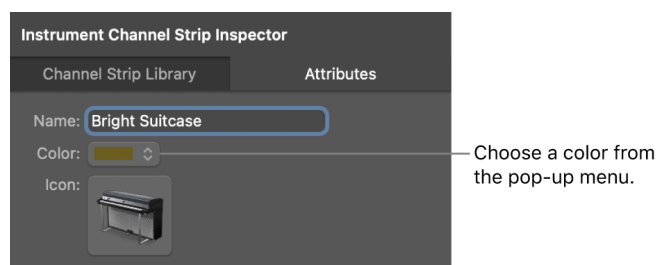 Instrument Channel Strip Inspector
Channel Strip Library Attributes
Name: Bright Suitcase
Color:
Choose a color from
the pop-up menu.
Icon: